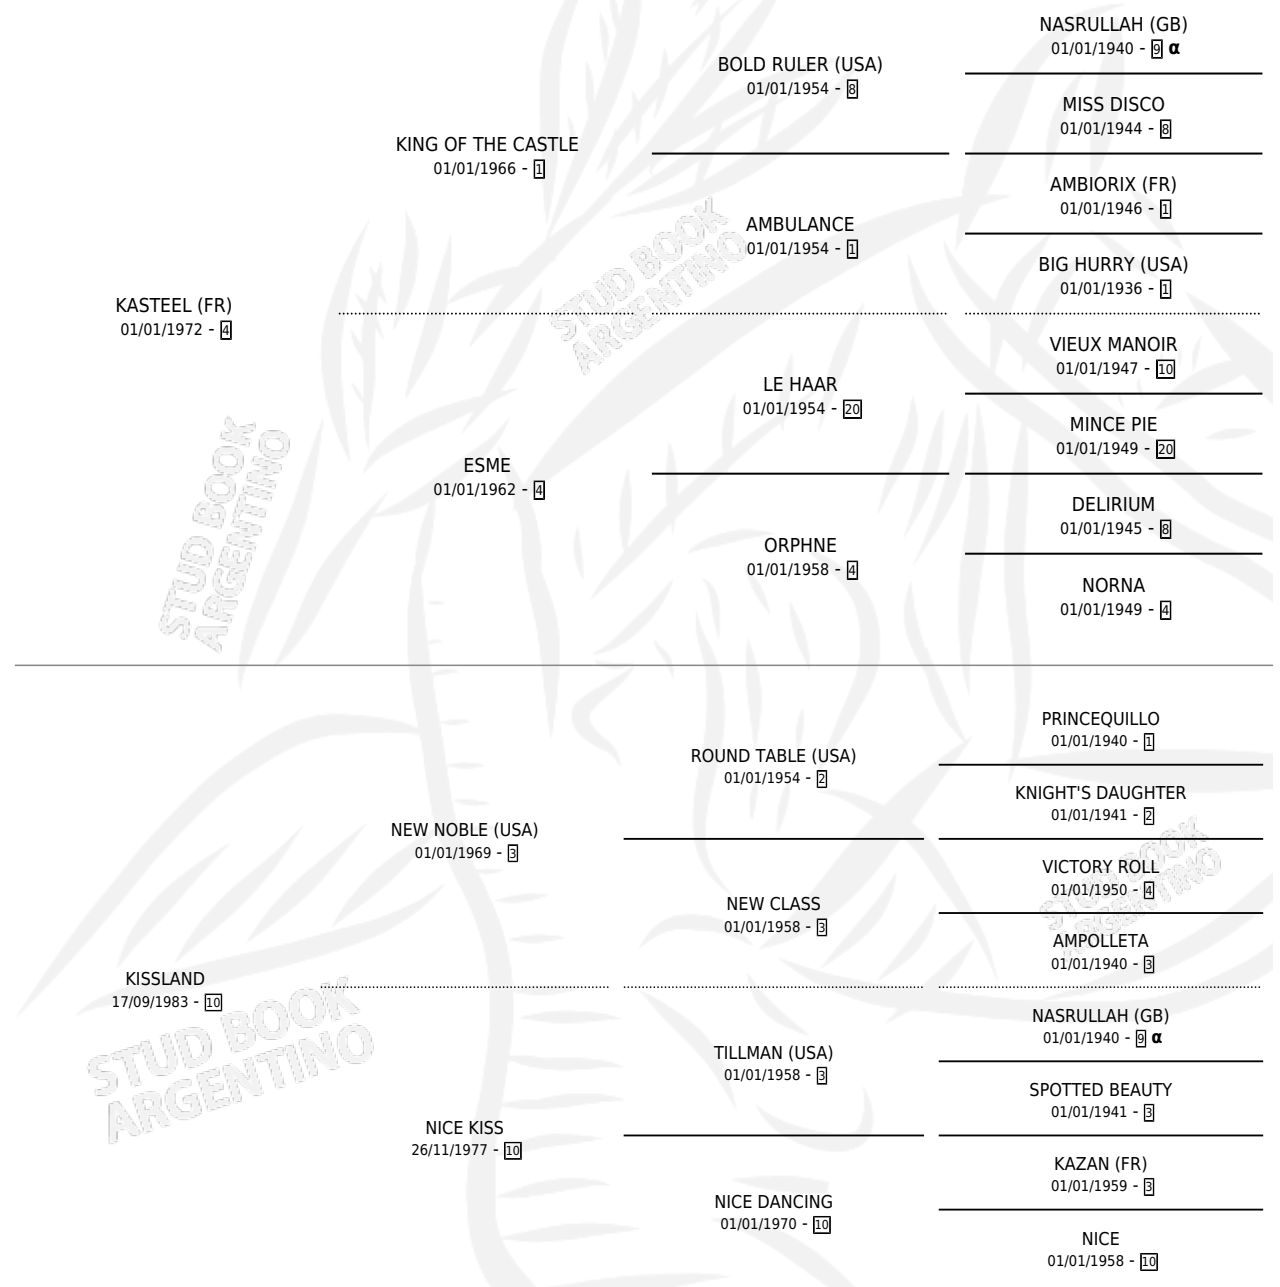 NASRULLAH (GB)
01/01/1940 - 9 α
BOLD RULER (USA)
01/01/1954 - 8
MISS DISCO
01/01/1944 - 8
KING OF THE CASTLE
01/01/1966 - 1
AMBIORIX (FR)
01/01/1946 - 1
AMBULANCE
01/01/1954 - 1
BIG HURRY (USA)
01/01/1936 - 1
KASTEEL (FR)
01/01/1972 - 4
VIEUX MANOIR
01/01/1947 - 10
LE HAAR
01/01/1954 - 20
MINCE PIE
01/01/1949 - 20
ESME
01/01/1962 - 4
DELIRIUM
01/01/1945 - 8
ORPHNE
01/01/1958 - 4
NORNA
01/01/1949 - 4
STUD BOOK
ARGENTINO
STUD BOOK
ARGENTINO
PRINCEQUILLO
01/01/1940 - 1
ROUND TABLE (USA)
01/01/1954 - 2
KNIGHT'S DAUGHTER
01/01/1941 - 2
NEW NOBLE (USA)
01/01/1969 - 3
VICTORY ROLL
01/01/1950 - 4
NEW CLASS
01/01/1958 - 3
AMPOLLETA
01/01/1940 - 3
KISSLAND
17/09/1983 - 10
NASRULLAH (GB)
01/01/1940 - 9 α
TILLMAN (USA)
01/01/1958 - 3
SPOTTED BEAUTY
01/01/1941 - 3
NICE KISS
26/11/1977 - 10
KAZAN (FR)
01/01/1959 - 3
NICE DANCING
01/01/1970 - 10
NICE
01/01/1958 - 10
STUD BOOK
ARGENTINO
STUD BOOK
ARGENTINO